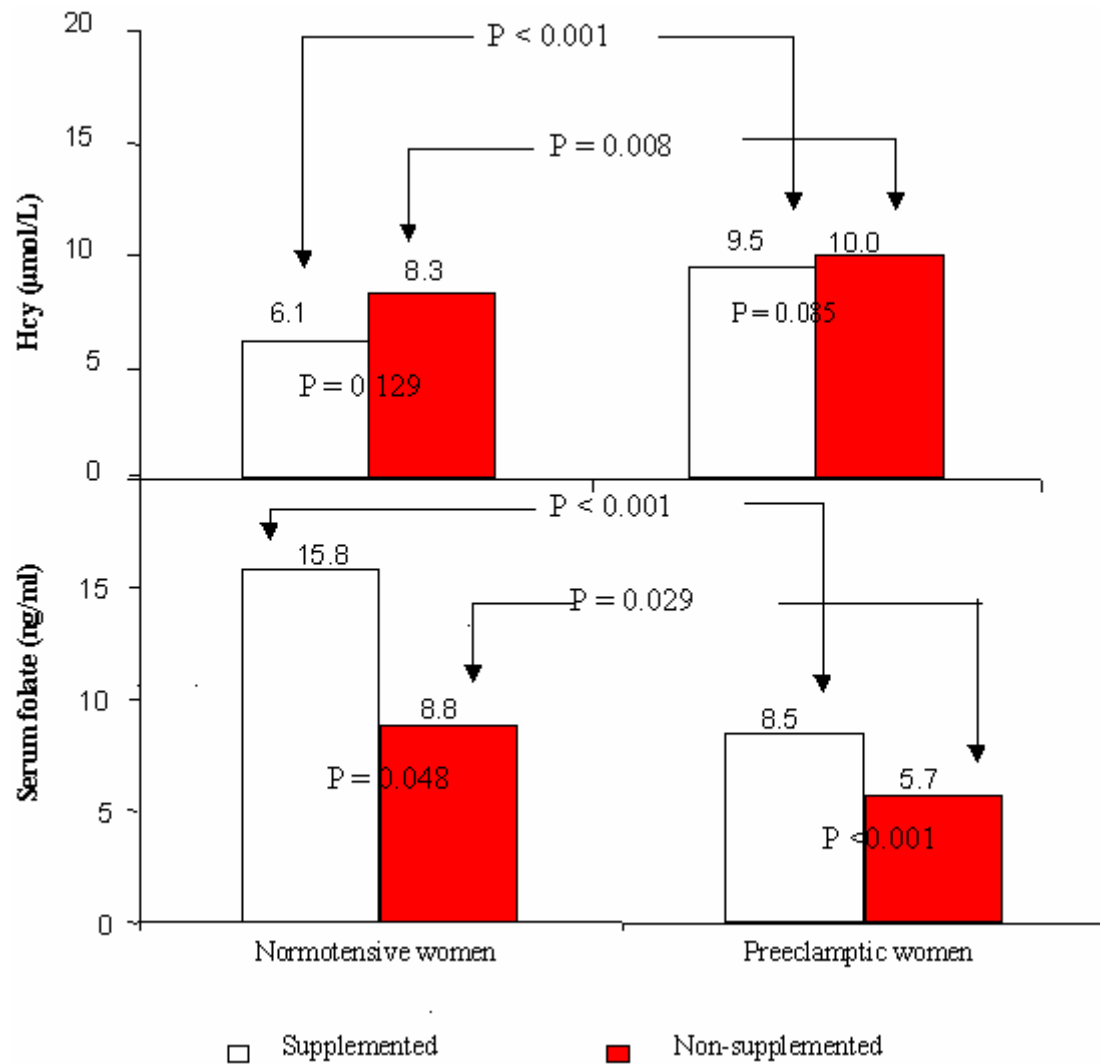 20
P < 0.001
15
P = 0.008
Hcy (µmol/L)
10
9.5
10.0
8.3
6.1
P = 0.085
5
P = 0.129
0
P < 0.001
15.8
15
P = 0.029
Serum folate (ng/ml)
10
8.8
8.5
P = 0.048
5.7
5
P <0.001
0
Normotensive women
Preeclamptic women
Supplemented
Non-supplemented